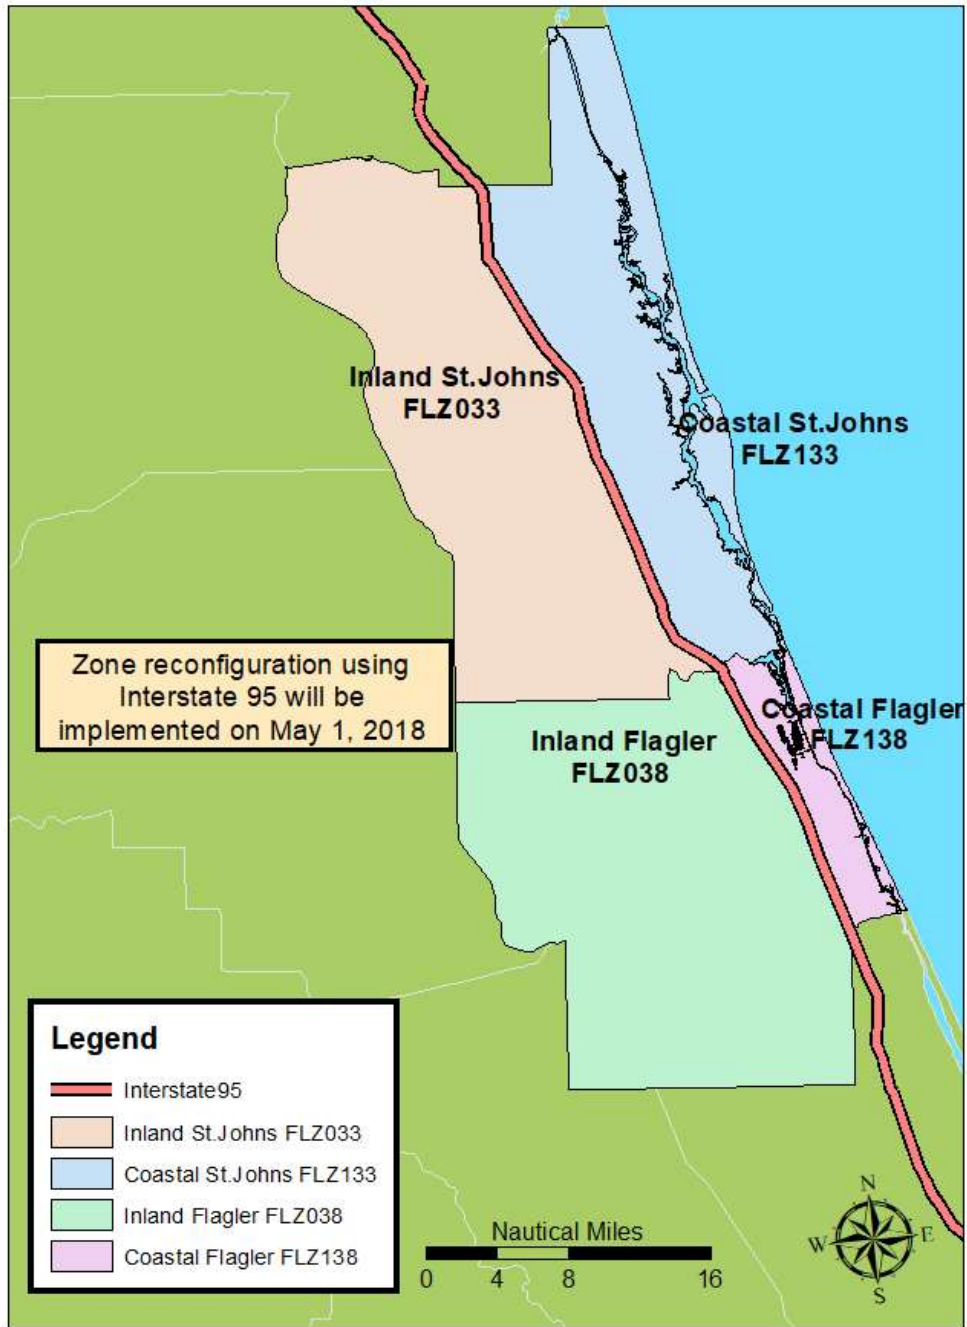 Inland St.Johns
FLZ033
Coastal St.Johns
FLZ133
Zone reconfiguration using
Interstate 95 will be
implemented on May 1, 2018
Coastal Flagler
FLZ138
Inland Flagler
FLZ038
Legend
Interstate95
Inland St.Johns FLZ033
Coastal St.Johns FLZ133
Inland Flagler FLZ038
Coastal Flagler FLZ138
Nautical Miles
0 4 8 16
N
W E
S